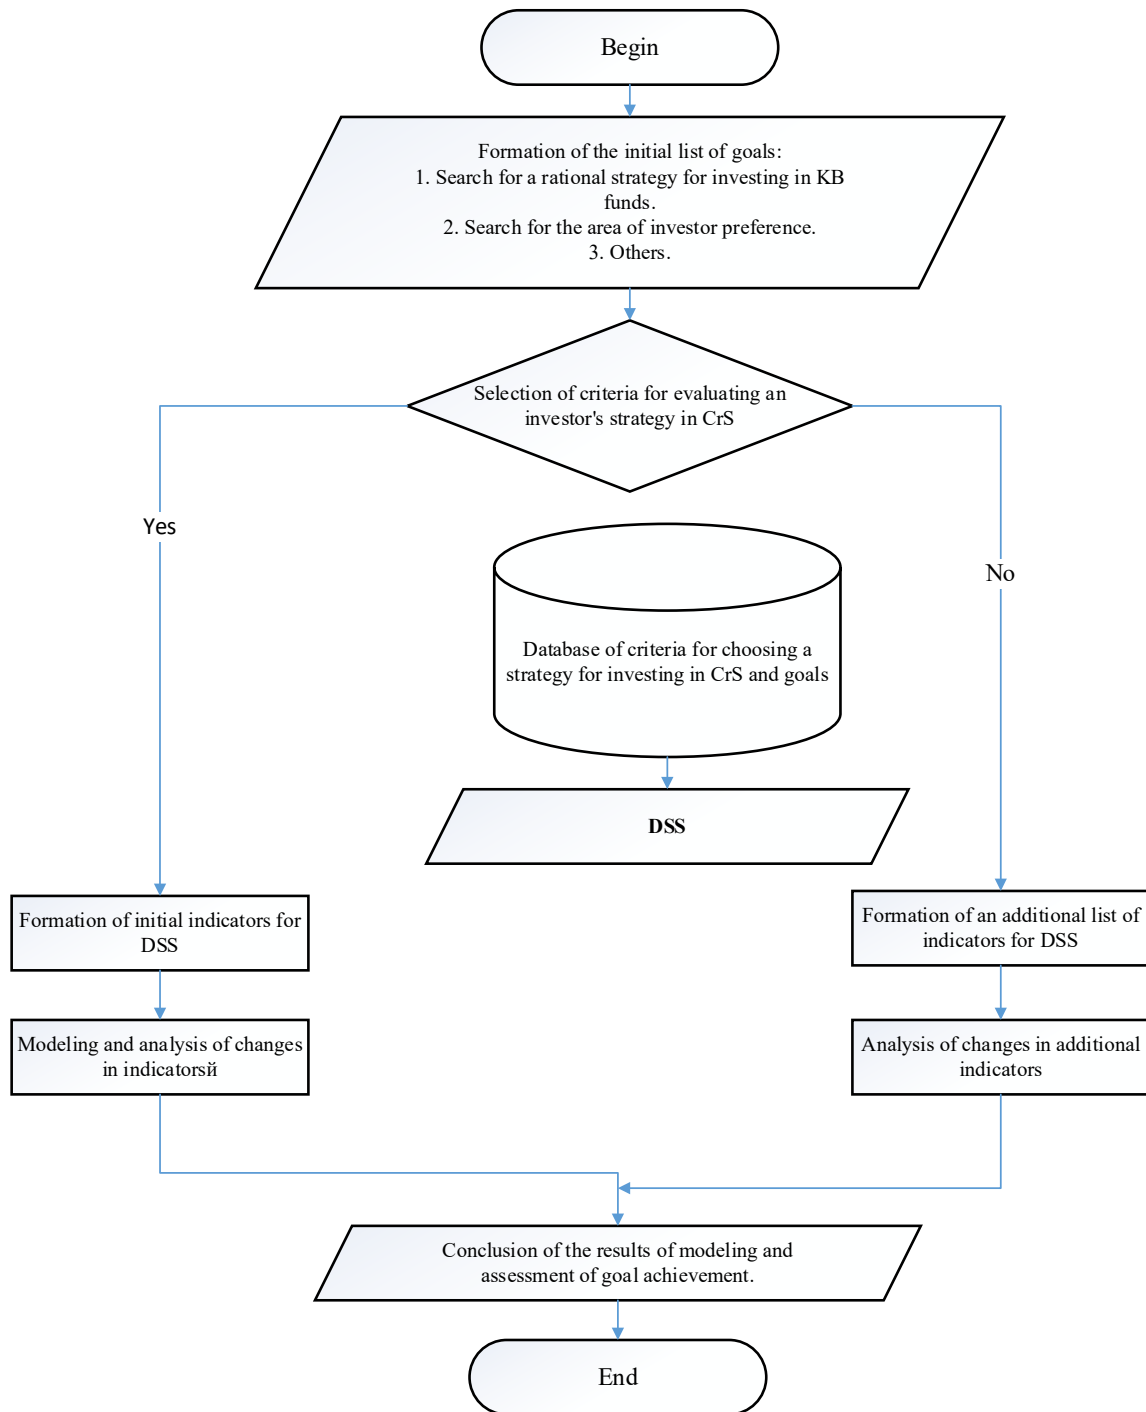 Begin
Formation of the initial list of goals:
1. Search for a rational strategy for investing in KB
funds.
2. Search for the area of investor preference.
3. Others.
Selection of criteria for evaluating an
investor's strategy in CrS
Yes
No
Database of criteria for choosing a
strategy for investing in CrS and goals
DSS
Formation of initial indicators for
DSS
Formation of an additional list of
indicators for DSS
Modeling and analysis of changes
in indicatorsй
Analysis of changes in additional
indicators
Conclusion of the results of modeling and
assessment of goal achievement.
End